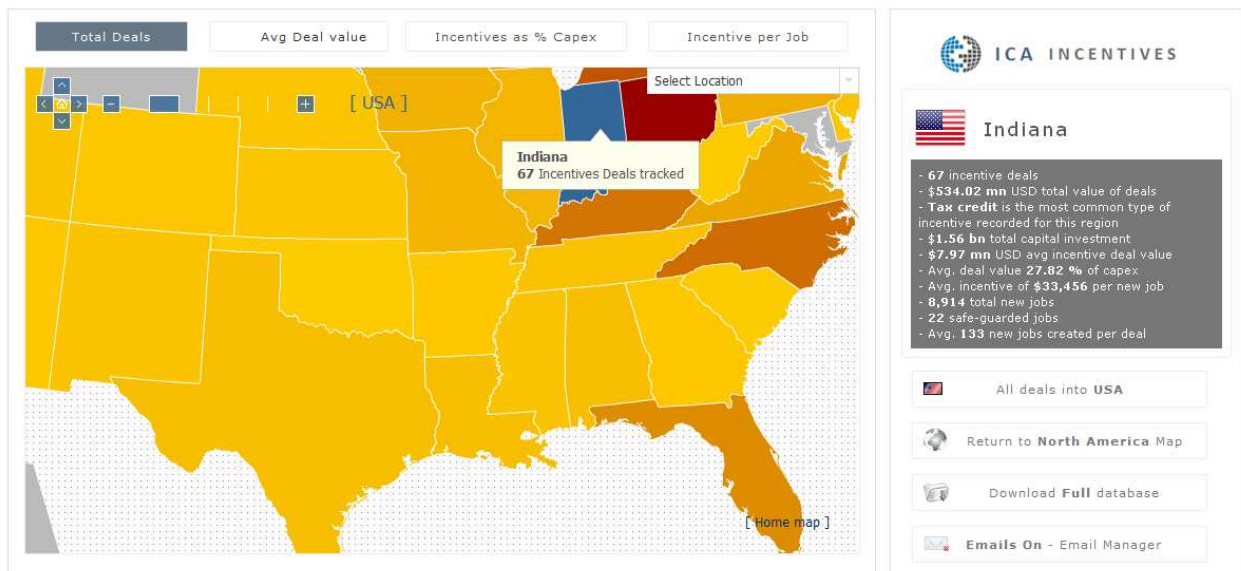 Total Deals
Avg Deal value
Incentives as % Capex
Incentive per Job
Select Location
[ USA ]
Indiana
67 Incentives Deals tracked
[ Home map ]
ICA INCENTIVES
Indiana
- 67 incentive deals
- $534.02 mn USD total value of deals
- Tax credit is the most common type of
incentive recorded for this region
- $1.56 bn total capital investment
- $7.97 mn USD avg incentive deal value
- Avg. deal value 27.82 % of capex
- Avg. incentive of $33,456 per new job
- 8,914 total new jobs
- 22 safe-guarded jobs
- Avg. 133 new jobs created per deal
All deals into USA
Return to North America Map
Download Full database
Emails On - Email Manager